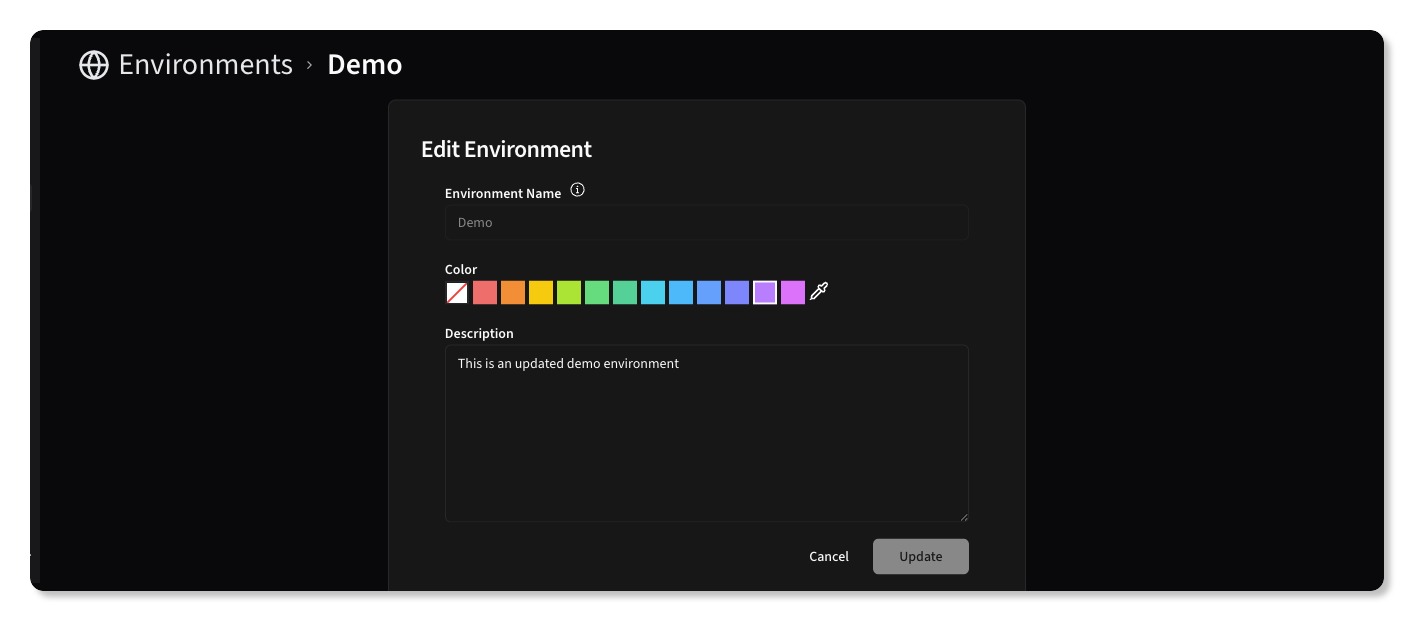 Environments › Demo
Edit Environment
Environment Name
Demo
Color
Description
This is an updated demo environment
Cancel Update